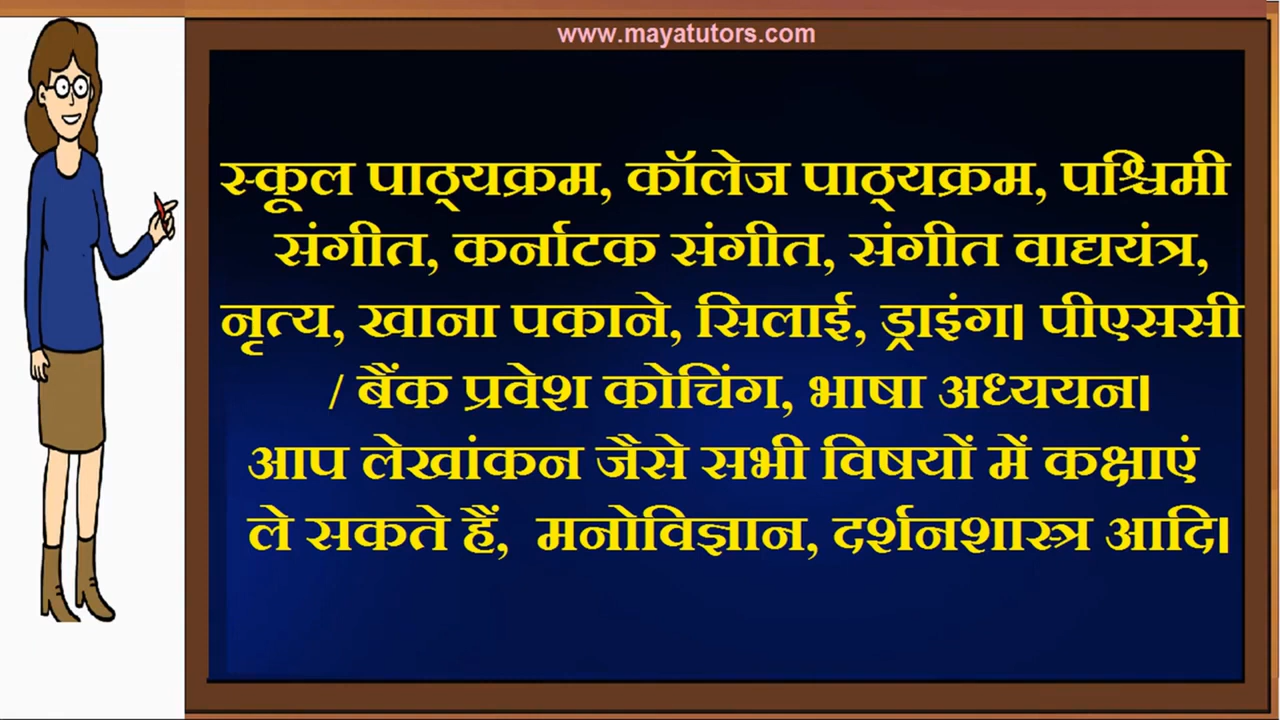 www.mayatutors.com
स्कूल पाठ्यक्रम, कॉलेज पाठ्यक्रम, पश्चिमी
संगीत, कर्नाटक संगीत, संगीत वाद्ययंत्र,
नृत्य, खाना पकाने, सिलाई, ड्राइंग। पीएससी
/ बैंक प्रवेश कोचिंग, भाषा अध्ययन।
आप लेखांकन जैसे सभी विषयों में कक्षाएं
ले सकते हैं, मनोविज्ञान, दर्शनशास्त्र आदि।